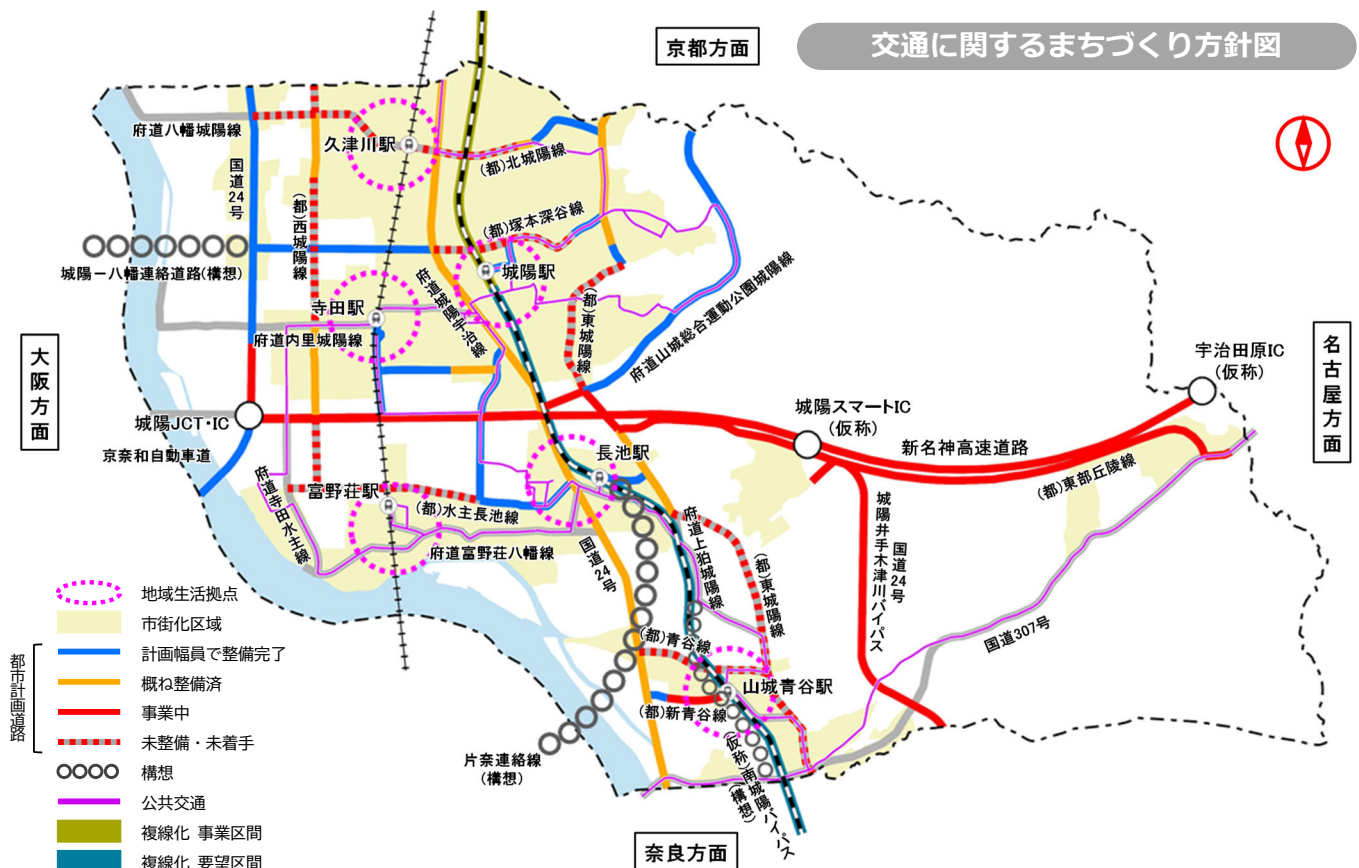 交通に関するまちづくり方針図
京都方面
府道八幡城陽線
久津川駅
(都)北城陽線
国道24号
(都)西城陽線
(都)塚本深谷線
城陽ー八幡連絡道路(構想)
城陽駅
府道城陽宇治線
寺田駅
(都)東城陽線
府道山城総合運動公園城陽線
府道内里城陽線
大阪方面
名古屋方面
宇治田原IC
(仮称)
城陽JCT・IC
城陽スマートIC
(仮称)
新名神高速道路
京奈和自動車道
長池駅
(都)東部丘陵線
富野荘駅
(都)水主長池線
府道寺田水主線
府道富野荘八幡線
国道24号
府道上狛城陽線
(都)東城陽線
国道24号
城陽井手木津川バイパス
国道307号
(都)青谷線
山城青谷駅
(都)新青谷線
片奈連絡線
(構想)
(仮称)南城陽バイパス
(構想)
奈良方面
地域生活拠点
市街化区域
都市計画道路
計画幅員で整備完了
概ね整備済
事業中
未整備・未着手
構想
公共交通
複線化 事業区間
複線化 要望区間